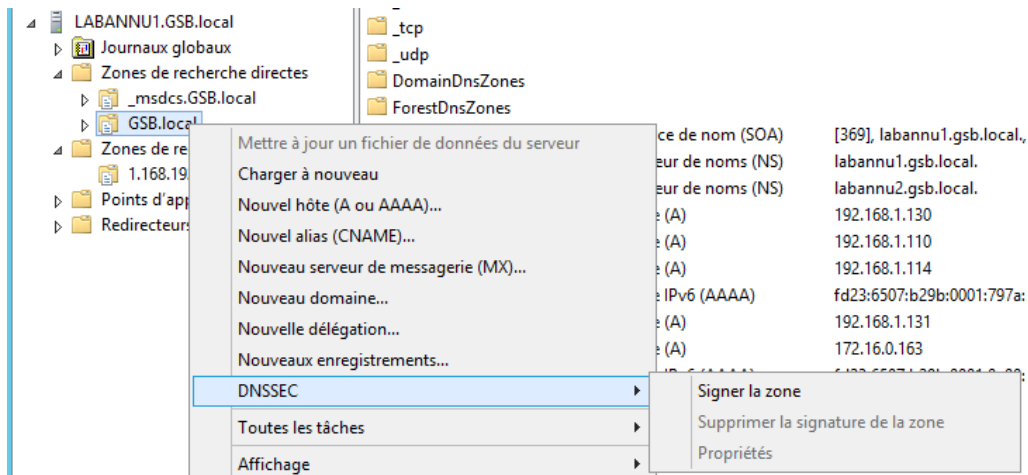 LABANNU1.GSB.local
Journaux globaux
Zones de recherche directes
_msdcs.GSB.local
GSB.local
Zones de re
1.168.19
Points d'app
Redirecteurs
_tcp
_udp
DomainDnsZones
ForestDnsZones
ce de nom (SOA) [369], labannu1.gsb.local.,
eur de noms (NS) labannu1.gsb.local.
eur de noms (NS) labannu2.gsb.local.
(A) 192.168.1.130
(A) 192.168.1.110
(A) 192.168.1.114
IPv6 (AAAA) fd23:6507:b29b:0001:797a:
(A) 192.168.1.131
(A) 172.16.0.163
Mettre à jour un fichier de données du serveur
Charger à nouveau
Nouvel hôte (A ou AAAA)...
Nouvel alias (CNAME)...
Nouveau serveur de messagerie (MX)...
Nouveau domaine...
Nouvelle délégation...
Nouveaux enregistrements...
DNSSEC
Toutes les tâches
Affichage
Signer la zone
Supprimer la signature de la zone
Propriétés